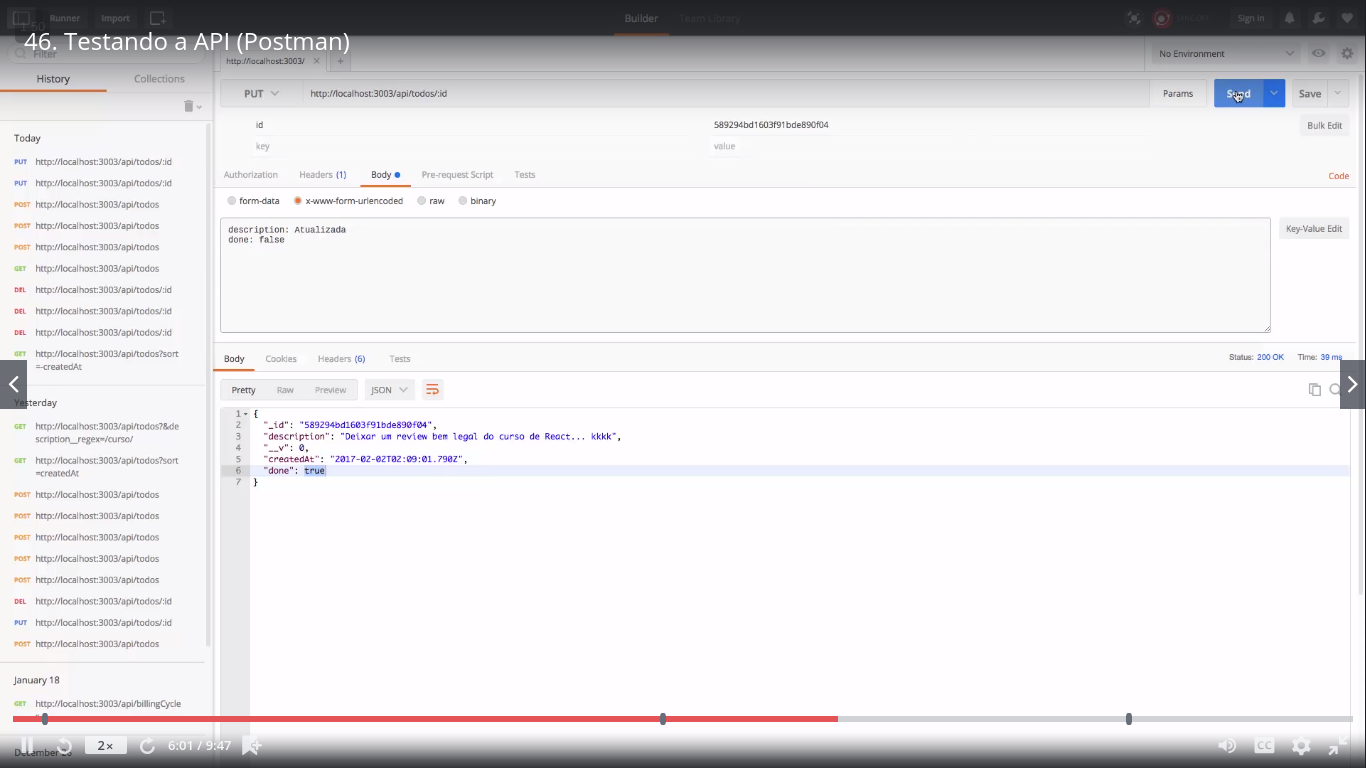 Runner Import Builder Team Library Sign In
46. Testando a API (Postman)
Filter
http://localhost:3003/
No Environment
History Collections
PUT http://localhost:3003/api/todos/:id Params Send Save
id 589294bd1603f91bde890f04 Bulk Edit
key value
Today
PUT http://localhost:3003/api/todos/:id
PUT http://localhost:3003/api/todos/:id
POST http://localhost:3003/api/todos
POST http://localhost:3003/api/todos
POST http://localhost:3003/api/todos
GET http://localhost:3003/api/todos
DEL http://localhost:3003/api/todos/:id
DEL http://localhost:3003/api/todos/:id
DEL http://localhost:3003/api/todos/:id
GET http://localhost:3003/api/todos?sort
=-createdAt
Yesterday
GET http://localhost:3003/api/todos?&de
scription__regex=/curso/
GET http://localhost:3003/api/todos?sort
=createdAt
POST http://localhost:3003/api/todos
POST http://localhost:3003/api/todos
POST http://localhost:3003/api/todos
POST http://localhost:3003/api/todos
POST http://localhost:3003/api/todos
DEL http://localhost:3003/api/todos/:id
PUT http://localhost:3003/api/todos/:id
POST http://localhost:3003/api/todos
January 18
GET http://localhost:3003/api/billingCycle
Authorization Headers (1) Body Pre-request Script Tests Code
form-data x-www-form-urlencoded raw binary
description: Atualizada
done: false
Key-Value Edit
Body Cookies Headers (6) Tests Status: 200 OK Time: 39 ms
Pretty Raw Preview JSON
1 {
2 "_id": "589294bd1603f91bde890f04",
3 "description": "Deixar um review bem legal do curso de React... kkkk",
4 "__v": 0,
5 "createdAt": "2017-02-02T02:09:01.790Z",
6 "done": true
7 }
2x 6:01 / 9:47 CC